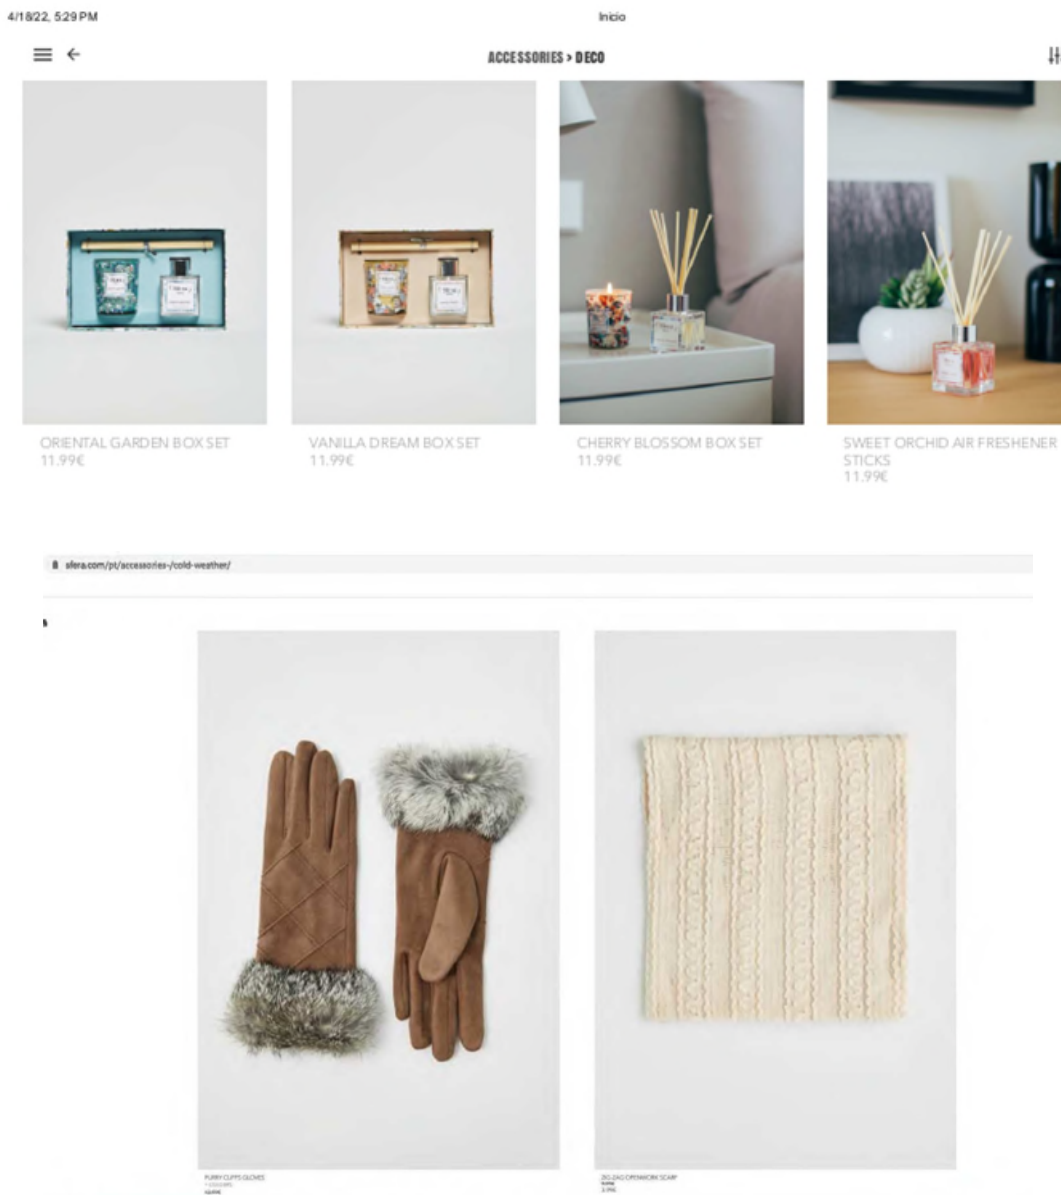 4/18/22, 5:29 PM
Inicio
ACCESSORIES > DECO
ORIENTAL GARDEN BOX SET
11.99€
VANILLA DREAM BOX SET
11.99€
CHERRY BLOSSOM BOX SET
11.99€
SWEET ORCHID AIR FRESHENER
STICKS
11.99€
sfera.com/pt/accessories-/cold-weather/
FURRY CUFFS GLOVES
ZIG-ZAG OPENWORK SCARF